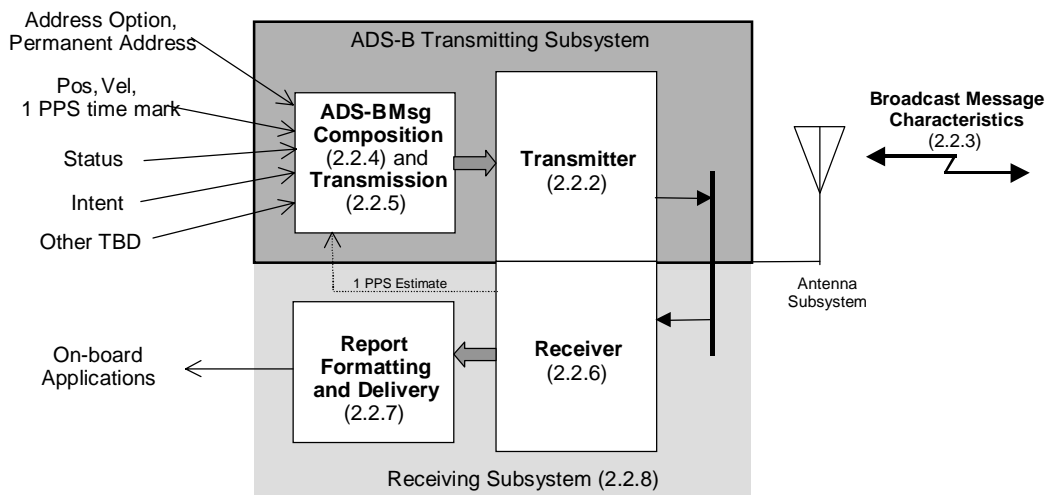 Address Option,
Permanent Address
ADS-B Transmitting Subsystem
Pos, Vel,
1 PPS time mark
Status
Intent
Other TBD
ADS-BMsg
Composition
(2.2.4) and
Transmission
(2.2.5)
Transmitter
(2.2.2)
Broadcast Message
Characteristics
(2.2.3)
1 PPS Estimate
Antenna
Subsystem
On-board
Applications
Report
Formatting
and Delivery
(2.2.7)
Receiver
(2.2.6)
Receiving Subsystem (2.2.8)